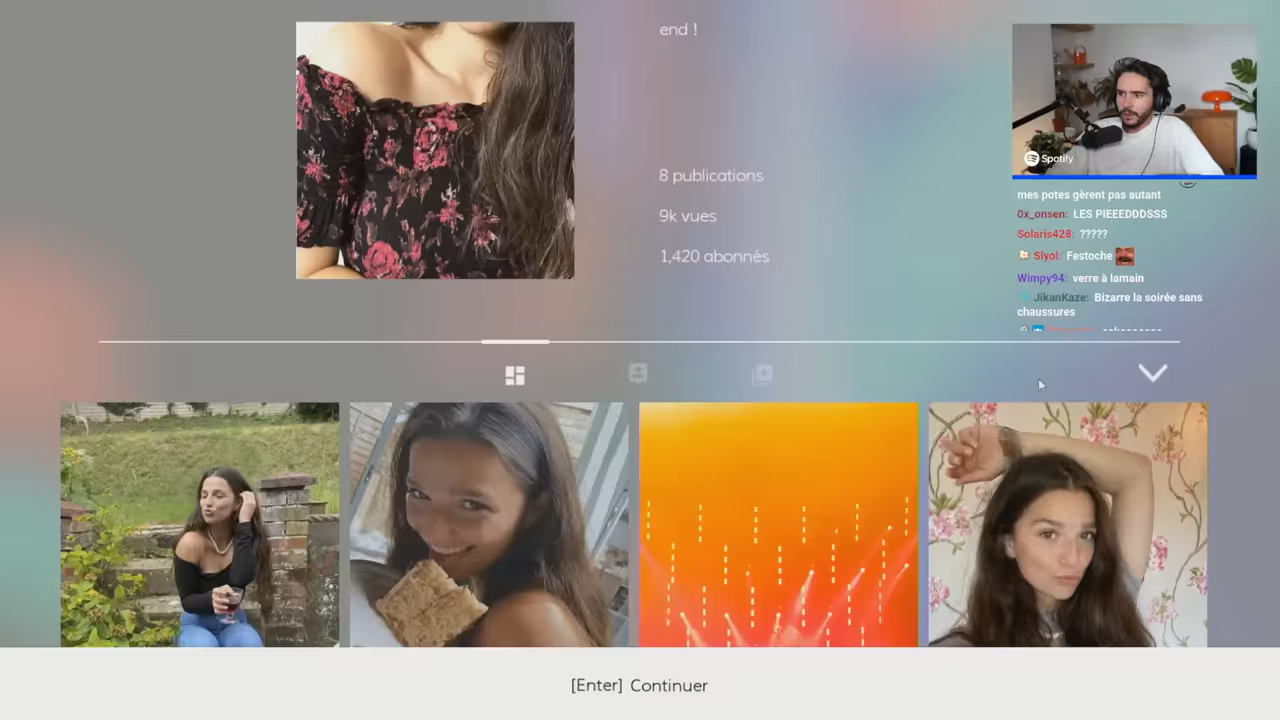 end !
8 publications
9k vues
1,420 abonnés
Spotify
mes potes gèrent pas autant
0x_onsen: LES PIEEEDDDSSS
Solaris428: ?????
Slyol: Festoche
Wimpy94: verre à lamain
JikanKaze: Bizarre la soirée sans
chaussures
[Enter] Continuer